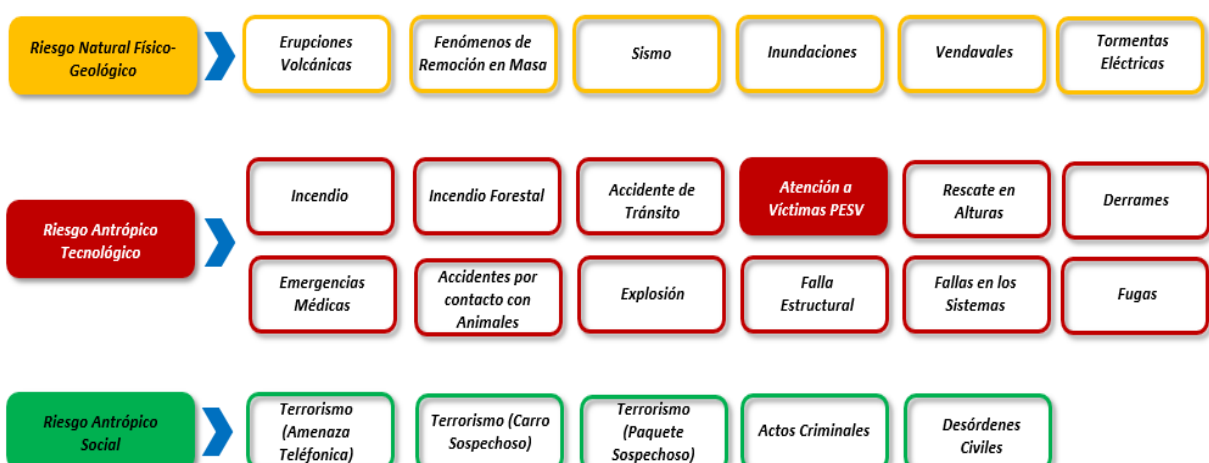 Riesgo Natural Físico-
Geológico
Erupciones
Volcánicas
Fenómenos de
Remoción en Masa
Sismo
Inundaciones
Vendavales
Tormentas
Eléctricas
Riesgo Antrópico
Tecnológico
Incendio
Incendio Forestal
Accidente de
Tránsito
Atención a
Víctimas PESV
Rescate en
Alturas
Derrames
Emergencias
Médicas
Accidentes por
contacto con
Animales
Explosión
Falla
Estructural
Fallas en los
Sistemas
Fugas
Riesgo Antrópico
Social
Terrorismo
(Amenaza
Teléfonica)
Terrorismo (Carro
Sospechoso)
Terrorismo
(Paquete
Sospechoso)
Actos Criminales
Desórdenes
Civiles